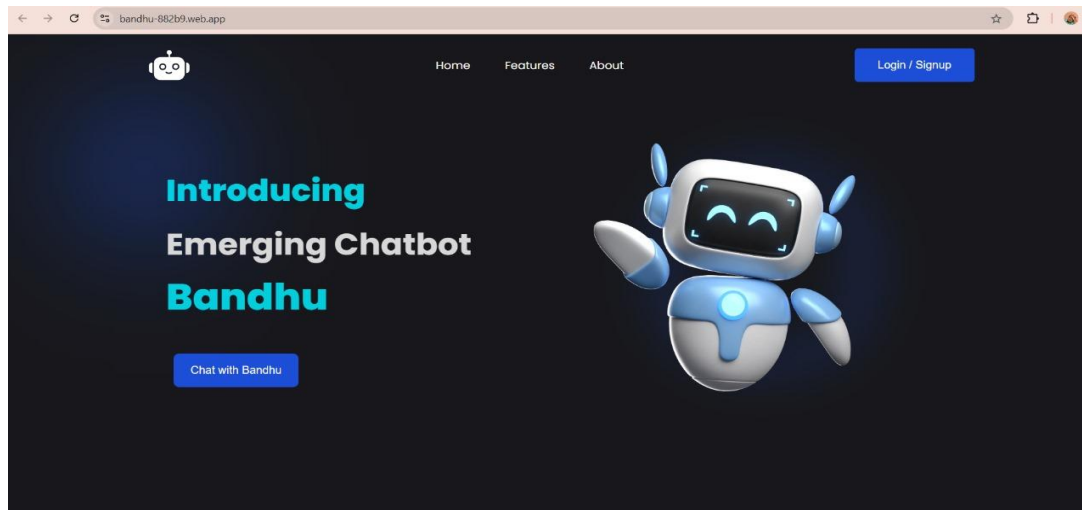 bandhu-882b9.web.app
Home Features About Login / Signup
Introducing
Emerging Chatbot
Bandhu
Chat with Bandhu